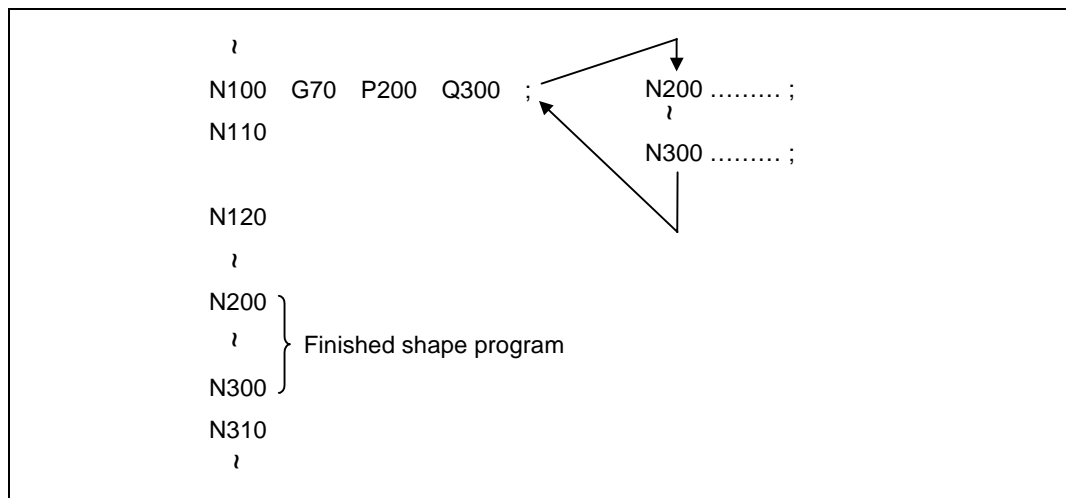 ~
N100 G70 P200 Q300 ; N200 ......... ;
~
N110
N300 ......... ;
N120
~
N200
~ Finished shape program
N300
N310
~